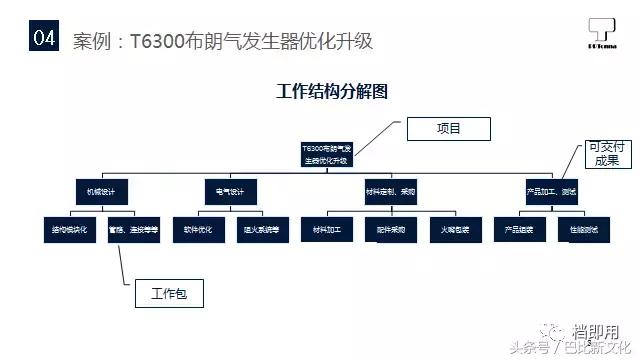 04 案例：T6300布朗气发生器优化升级
工作结构分解图
项目
T6300布朗气发
生器优化升级
可交付
成果
机械设计
电气设计
材料定制、采购
产品加工、测试
结构模块化
管路、连接等等
软件优化
阻火系统等
材料加工
配件采购
火嘴包装
产品组装
性能测试
工作包
档即用
头条号 / 巴比新文化